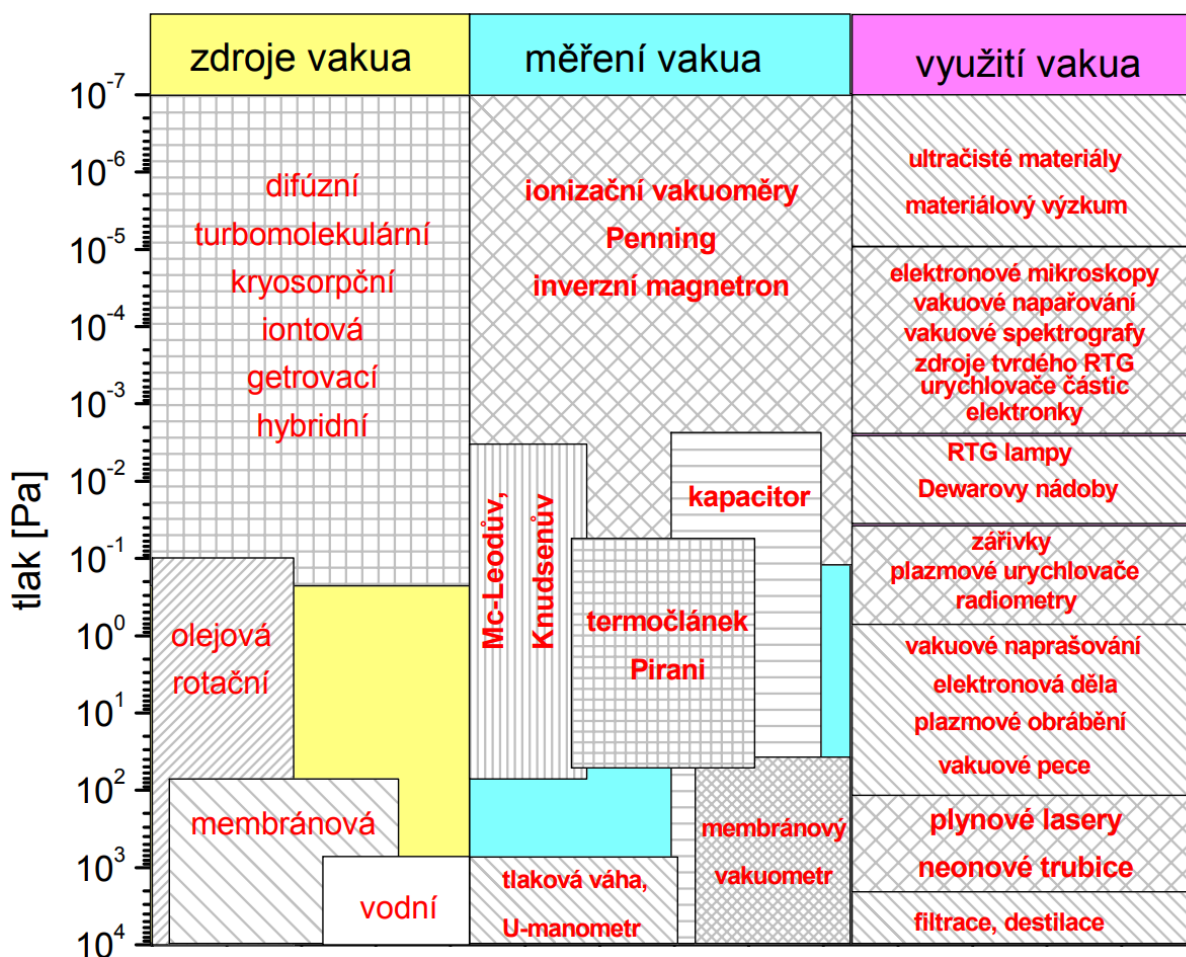 zdroje vakua
měření vakua
využití vakua
tlak [Pa]
10⁻⁷
10⁻⁶
10⁻⁵
10⁻⁴
10⁻³
10⁻²
10⁻¹
10⁰
10¹
10²
10³
10⁴
difúzní
turbomolekulární
kryosorpční
iontová
getrovací
hybridní
olejová
rotační
membránová
vodní
ionizační vakuoměry
Penning
inverzní magnetron
Mc-Leodův,
Knudsenův
kapacitor
termočlánek
Pirani
membránový
vakuometr
tlaková váha,
U-manometr
ultračisté materiály
materiálový výzkum
elektronové mikroskopy
vakuové napařování
vakuové spektrografy
zdroje tvrdého RTG
urychlovače částic
elektronky
RTG lampy
Dewarovy nádoby
zářivky
plazmové urychlovače
radiometry
vakuové naprašování
elektronová děla
plazmové obrábění
vakuové pece
plynové lasery
neonové trubice
filtrace, destilace